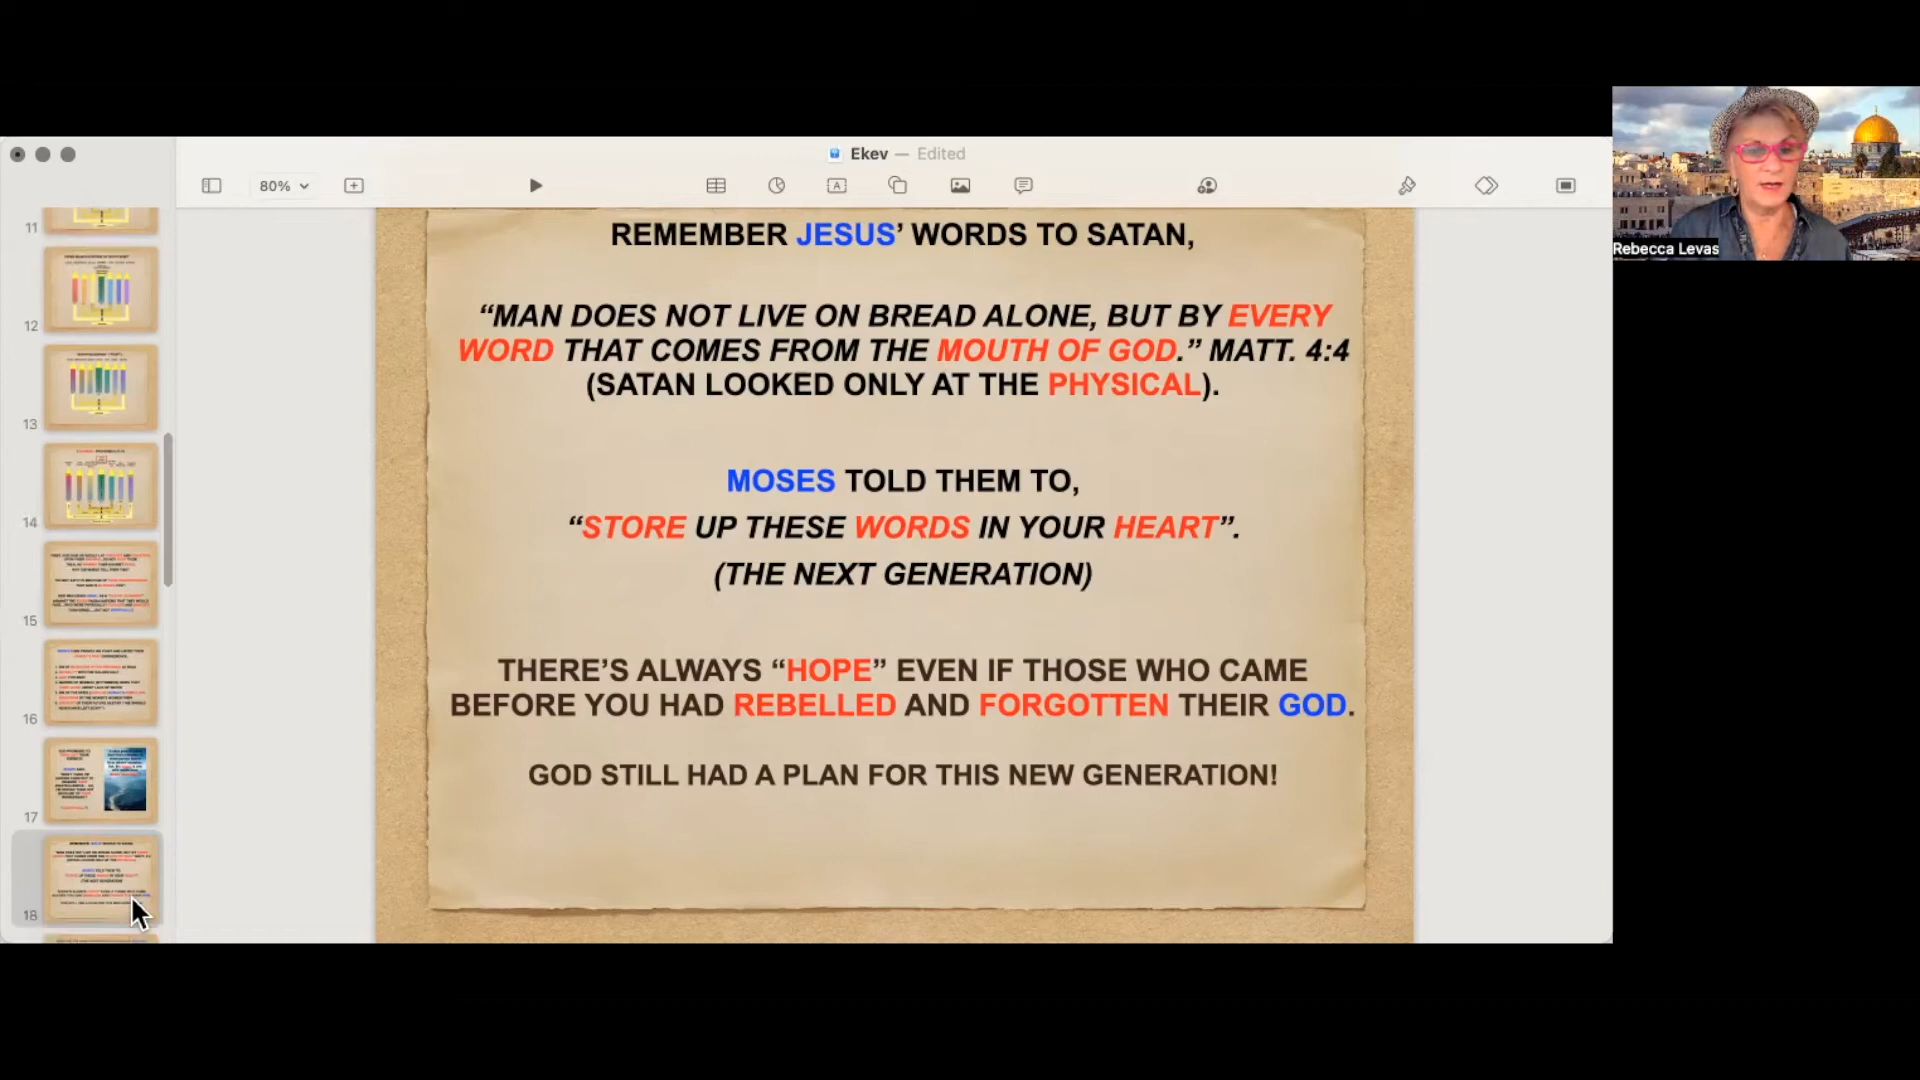 Ekev — Edited
80%
REMEMBER JESUS’ WORDS TO SATAN,
“MAN DOES NOT LIVE ON BREAD ALONE, BUT BY EVERY
WORD THAT COMES FROM THE MOUTH OF GOD.” MATT. 4:4
(SATAN LOOKED ONLY AT THE PHYSICAL).
MOSES TOLD THEM TO,
“STORE UP THESE WORDS IN YOUR HEART”.
(THE NEXT GENERATION)
THERE’S ALWAYS “HOPE” EVEN IF THOSE WHO CAME
BEFORE YOU HAD REBELLED AND FORGOTTEN THEIR GOD.
GOD STILL HAD A PLAN FOR THIS NEW GENERATION!
11
12
13
14
15
16
17
18
Rebecca Levas